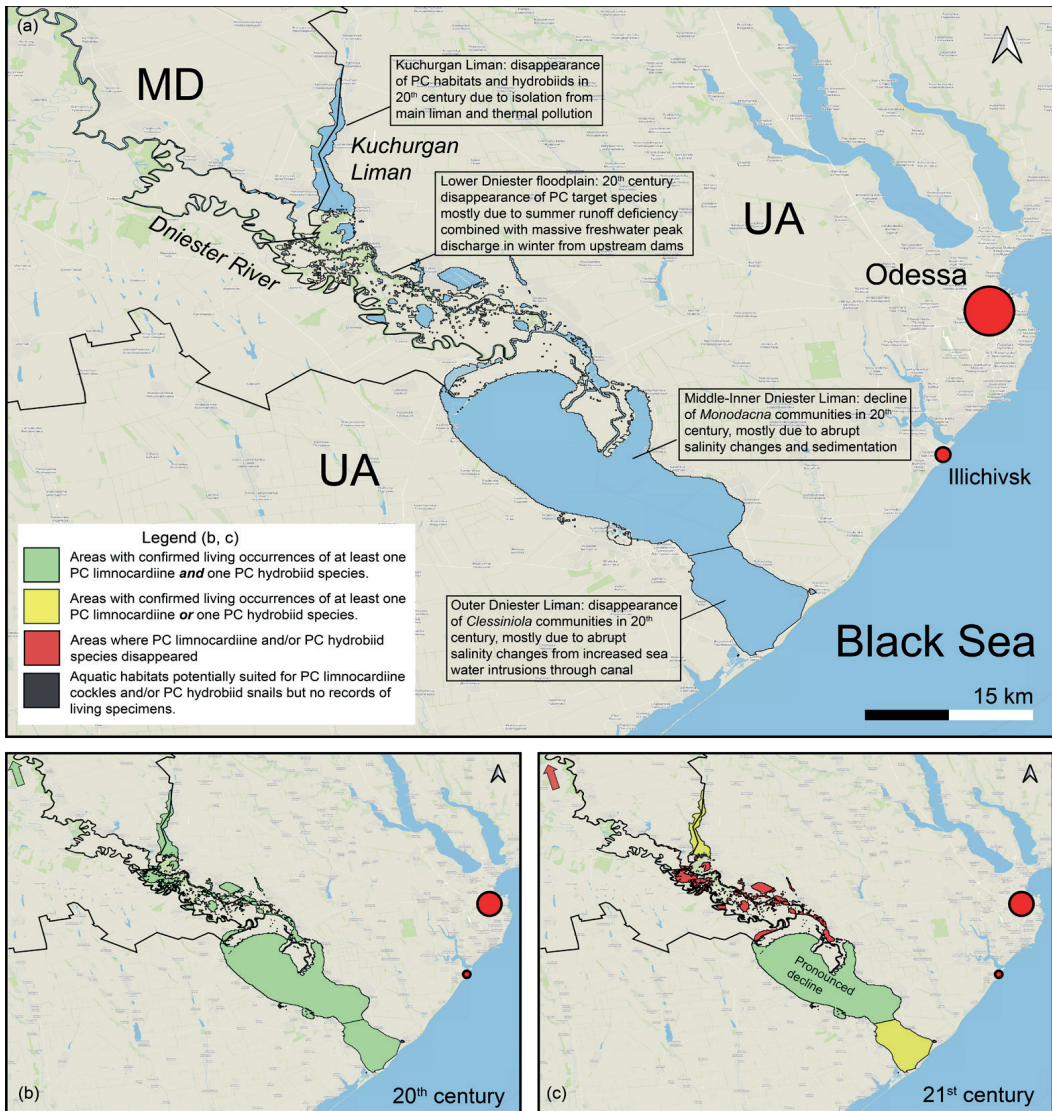 (a)
MD
Kuchurgan Liman: disappearance
of PC habitats and hydrobiids in
20th century due to isolation from
main liman and thermal pollution
Kuchurgan
Liman
Lower Dniester floodplain: 20th century
disappearance of PC target species
mostly due to summer runoff deficiency
combined with massive freshwater peak
discharge in winter from upstream dams
UA
Dniester River
Odessa
Middle-Inner Dniester Liman: decline
of Monodacna communities in 20th
century, mostly due to abrupt
salinity changes and sedimentation
UA
Illichivsk
Legend (b, c)
Areas with confirmed living occurrences of at least one
PC limnocardiine and one PC hydrobiid species.
Areas with confirmed living occurrences of at least one
PC limnocardiine or one PC hydrobiid species.
Areas where PC limnocardiine and/or PC hydrobiid
species disappeared
Aquatic habitats potentially suited for PC limnocardiine
cockles and/or PC hydrobiid snails but no records of
living specimens.
Outer Dniester Liman: disappearance
of Clessiniola communities in 20th
century, mostly due to abrupt
salinity changes from increased sea
water intrusions through canal
Black Sea
15 km
(b)
20th century
Pronounced
decline
(c)
21st century